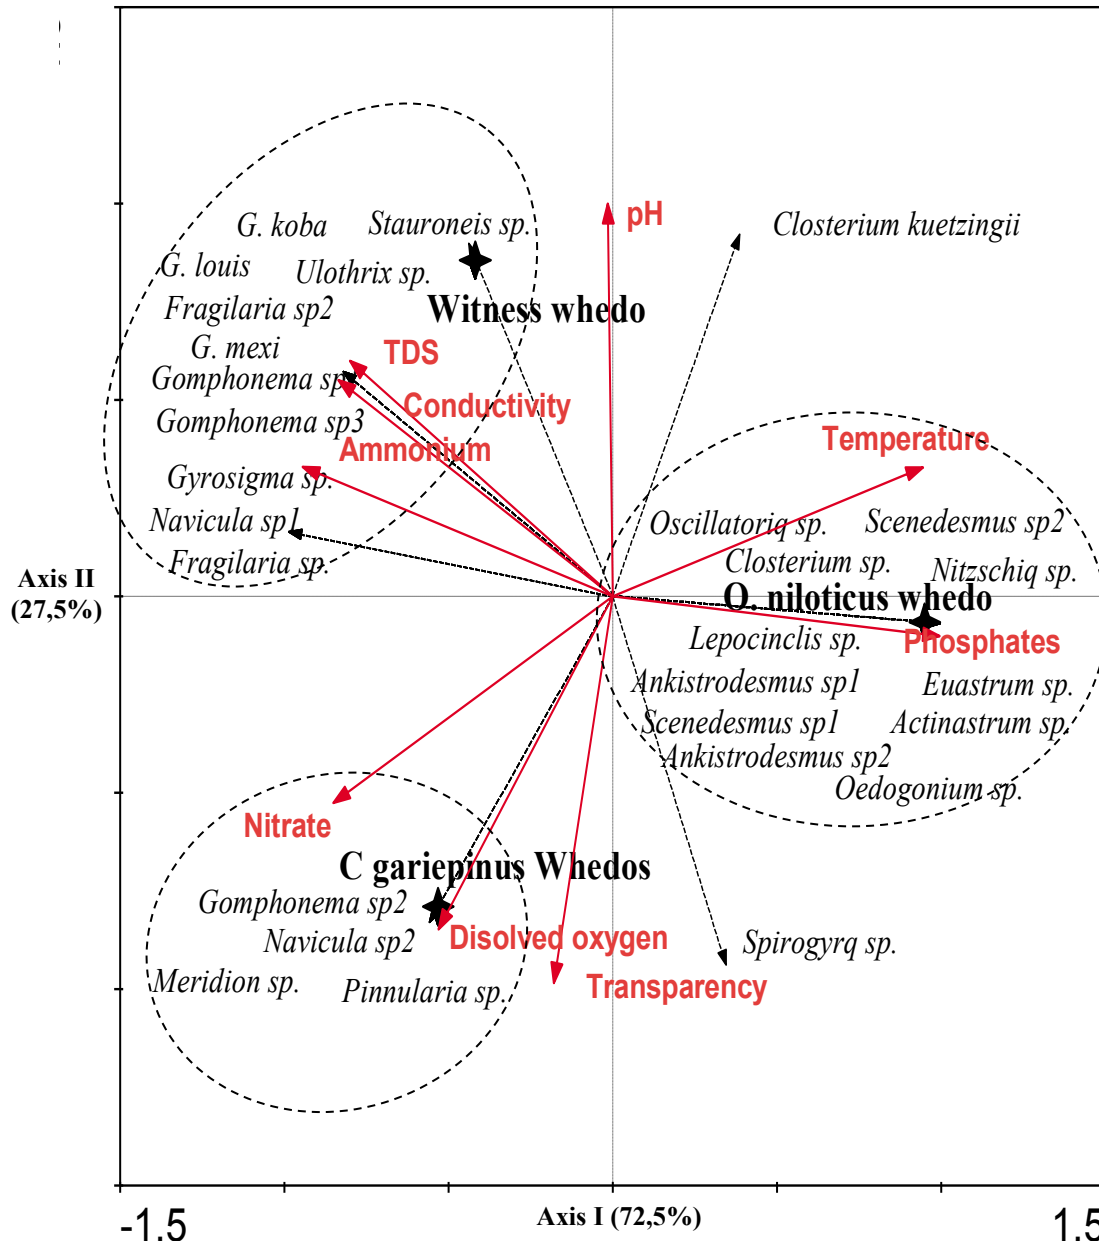 pH
G. koba
Stauroneis sp.
Closterium kuetzingii
G. louis
Ulothrix sp.
Fragilaria sp2
Witness whedo
G. mexi
TDS
Gomphonema sp
Conductivity
Gomphonema sp3
Ammonium
Temperature
Gyrosigma sp.
Navicula sp1
Oscillatoriq sp.
Scenedesmus sp2
Fragilaria sp.
Closterium sp.
Nitzschiq sp.
Axis II
(27,5%)
O. niloticus whedo
Lepocinclis sp.
Phosphates
Ankistrodesmus sp1
Euastrum sp.
Scenedesmus sp1
Actinastrum sp.
Ankistrodesmus sp2
Oedogonium sp.
Nitrate
C gariepinus Whedos
Gomphonema sp2
Navicula sp2
Disolved oxygen
Spirogyrq sp.
Meridion sp.
Pinnularia sp.
Transparency
-1.5
Axis I (72,5%)
1.5